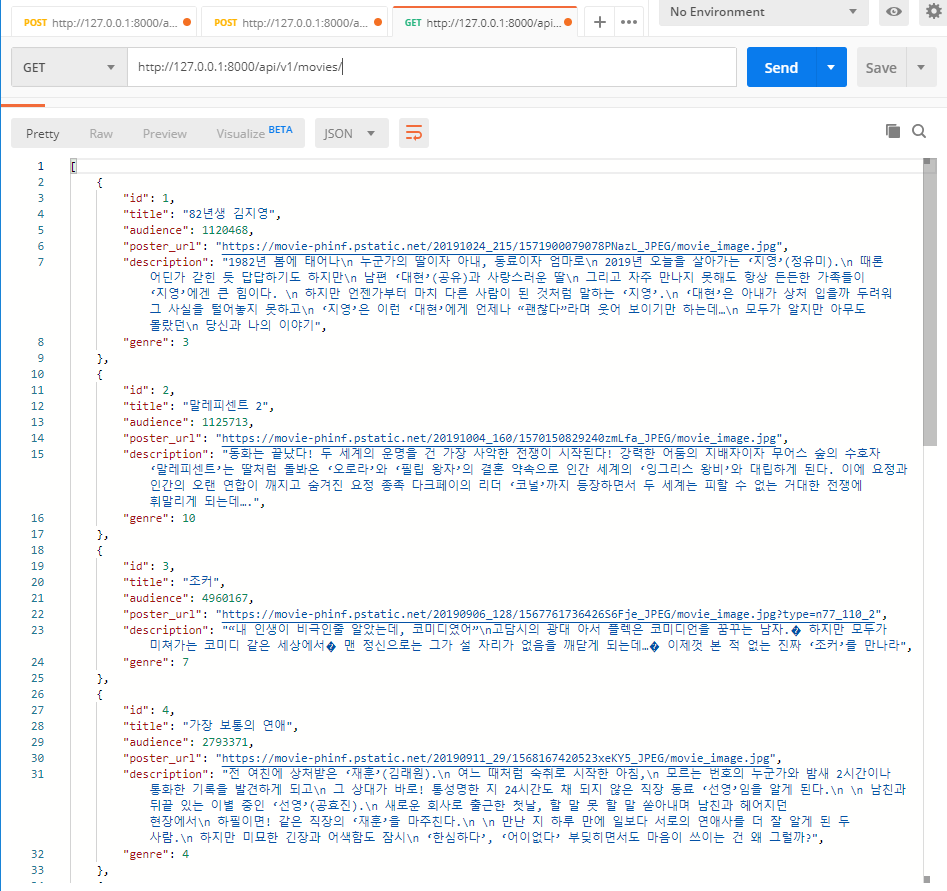 POST http://127.0.0.1:8000/a... POST http://127.0.0.1:8000/a... GET http://127.0.0.1:8000/api... + ••• No Environment
GET http://127.0.0.1:8000/api/v1/movies/ Send Save
Pretty Raw Preview Visualize BETA JSON
1 [
2 {
3 "id": 1,
4 "title": "82년생 김지영",
5 "audience": 1120468,
6 "poster_url": "https://movie-phinf.pstatic.net/20191024_215/1571900079078PNazL_JPEG/movie_image.jpg",
7 "description": "1982년 봄에 태어나\n 누군가의 딸이자 아내, 동료이자 엄마로\n 2019년 오늘을 살아가는 ‘지영’(정유미).\n 때론
어딘가 갇힌 듯 답답하기도 하지만\n 남편 ‘대현’(공유)과 사랑스러운 딸\n 그리고 자주 만나지 못해도 항상 든든한 가족들이
‘지영’에겐 큰 힘이다. \n 하지만 언젠가부터 마치 다른 사람이 된 것처럼 말하는 ‘지영’.\n ‘대현’은 아내가 상처 입을까 두려워
그 사실을 털어놓지 못하고\n ‘지영’은 이런 ‘대현’에게 언제나 “괜찮다”라며 웃어 보이기만 하는데…\n 모두가 알지만 아무도
몰랐던\n 당신과 나의 이야기",
8 "genre": 3
9 },
10 {
11 "id": 2,
12 "title": "말레피센트 2",
13 "audience": 1125713,
14 "poster_url": "https://movie-phinf.pstatic.net/20191004_160/1570150829240zmLfa_JPEG/movie_image.jpg",
15 "description": "동화는 끝났다! 두 세계의 운명을 건 가장 사악한 전쟁이 시작된다! 강력한 어둠의 지배자이자 무어스 숲의 수호자
‘말레피센트’는 딸처럼 돌봐온 ‘오로라’와 ‘필립 왕자’의 결혼 약속으로 인간 세계의 ‘잉그리스 왕비’와 대립하게 된다. 이에 요정과
인간의 오랜 연합이 깨지고 숨겨진 요정 종족 다크페이의 리더 ‘코널’까지 등장하면서 두 세계는 피할 수 없는 거대한 전쟁에
휘말리게 되는데….",
16 "genre": 10
17 },
18 {
19 "id": 3,
20 "title": "조커",
21 "audience": 4960167,
22 "poster_url": "https://movie-phinf.pstatic.net/20190906_128/1567761736426S6Fje_JPEG/movie_image.jpg?type=n77_110_2",
23 "description": "“내 인생이 비극인줄 알았는데, 코미디였어”\n고담시의 광대 아서 플렉은 코미디언을 꿈꾸는 남자.� 하지만 모두가
미쳐가는 코미디 같은 세상에서� 맨 정신으로는 그가 설 자리가 없음을 깨닫게 되는데…� 이제껏 본 적 없는 진짜 ‘조커’를 만나라",
24 "genre": 7
25 },
26 {
27 "id": 4,
28 "title": "가장 보통의 연애",
29 "audience": 2793371,
30 "poster_url": "https://movie-phinf.pstatic.net/20190911_29/1568167420523xeKY5_JPEG/movie_image.jpg",
31 "description": "전 여친에 상처받은 ‘재훈’(김래원).\n 여느 때처럼 숙취로 시작한 아침,\n 모르는 번호의 누군가와 밤새 2시간이나
통화한 기록을 발견하게 되고\n 그 상대가 바로! 통성명한 지 24시간도 채 되지 않은 직장 동료 ‘선영’임을 알게 된다.\n \n 남친과
뒤끝 있는 이별 중인 ‘선영’(공효진).\n 새로운 회사로 출근한 첫날, 할 말 못 할 말 쏟아내며 남친과 헤어지던
현장에서\n 하필이면! 같은 직장의 ‘재훈’을 마주친다.\n \n 만난 지 하루 만에 일보다 서로의 연애사를 더 잘 알게 된 두
사람.\n 하지만 미묘한 긴장과 어색함도 잠시\n ‘한심하다’, ‘어이없다’ 부딪히면서도 마음이 쓰이는 건 왜 그럴까?",
32 "genre": 4
33 },